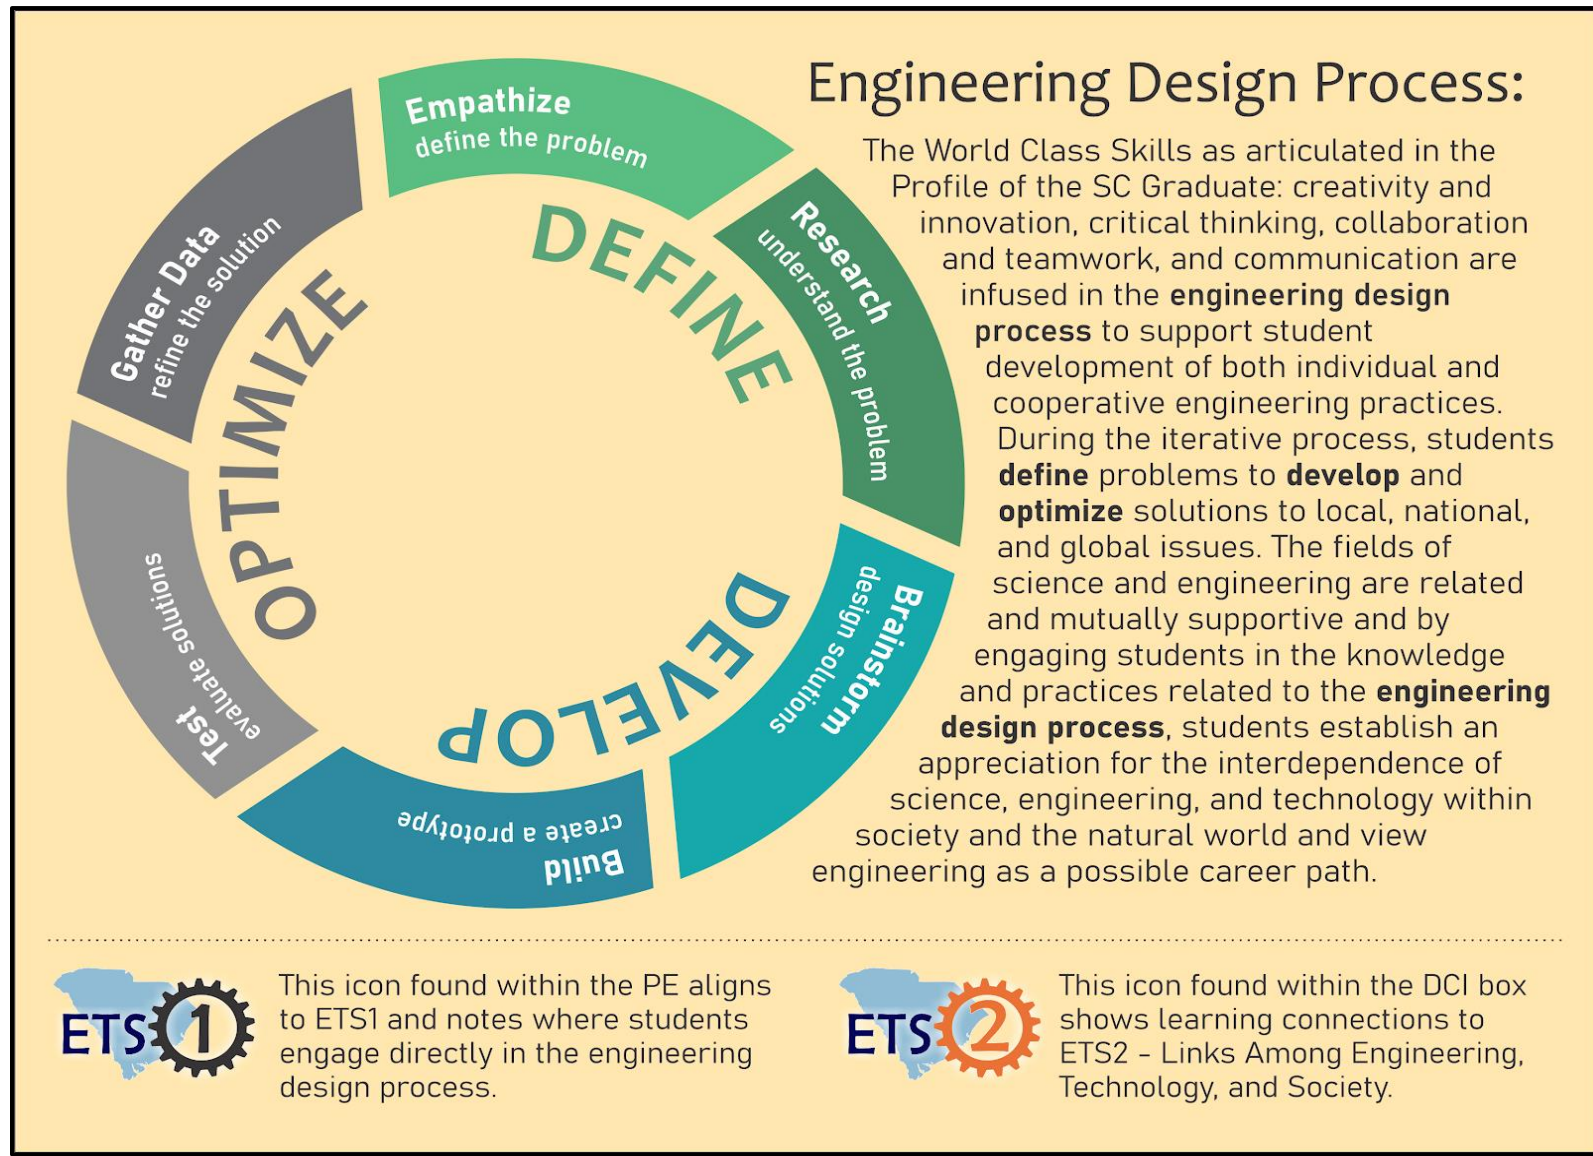 Engineering Design Process:
The World Class Skills as articulated in the
Profile of the SC Graduate: creativity and
innovation, critical thinking, collaboration
and teamwork, and communication are
infused in the engineering design
process to support student
development of both individual and
cooperative engineering practices.
During the iterative process, students
define problems to develop and
optimize solutions to local, national,
and global issues. The fields of
science and engineering are related
and mutually supportive and by
engaging students in the knowledge
and practices related to the engineering
design process, students establish an
appreciation for the interdependence of
science, engineering, and technology within
society and the natural world and view
engineering as a possible career path.
DEFINE
Empathize
define the problem
Research
understand the problem
DEVELOP
Brainstorm
design solutions
Build
create a prototype
OPTIMIZE
Test
evaluate solutions
Gather Data
refine the solution
ETS1
This icon found within the PE aligns
to ETS1 and notes where students
engage directly in the engineering
design process.
ETS2
This icon found within the DCI box
shows learning connections to
ETS2 - Links Among Engineering,
Technology, and Society.